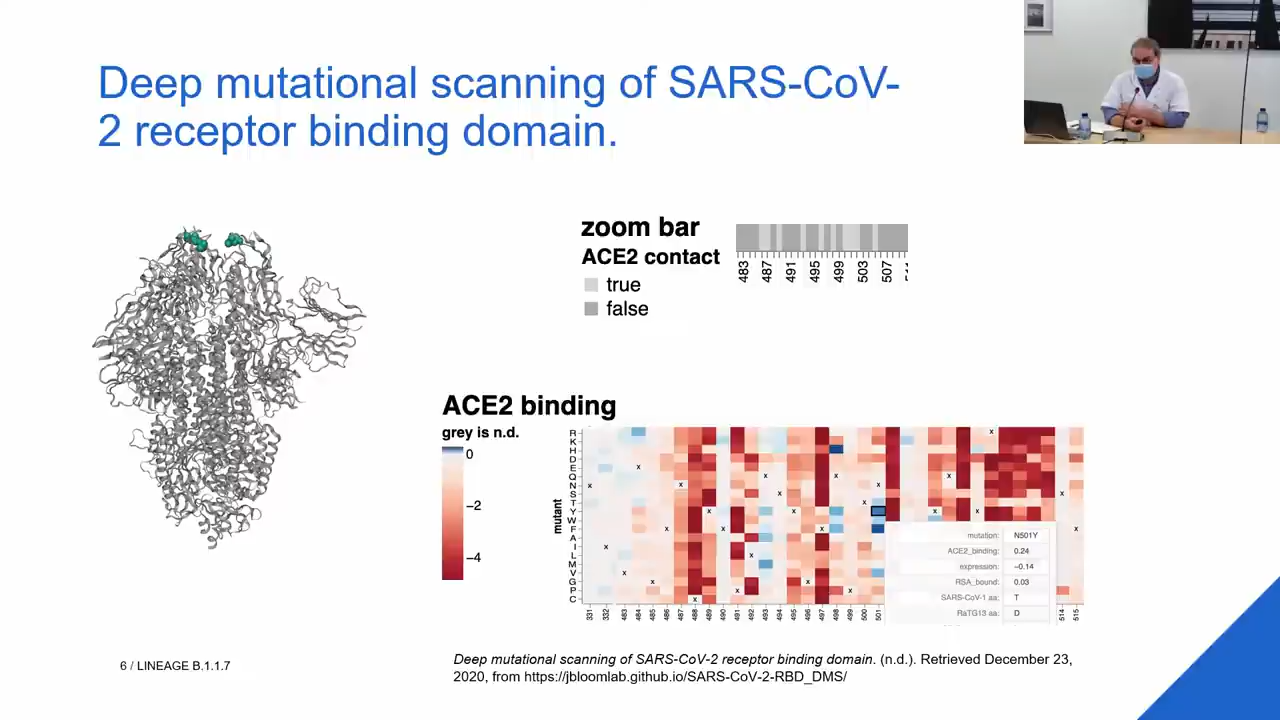 Deep mutational scanning of SARS-CoV-
2 receptor binding domain.
zoom bar
ACE2 contact
true
false
483
487
491
495
499
503
507
ACE2 binding
grey is n.d.
0
−2
−4
mutant
R
K
H
D
E
Q
N
S
T
Y
W
F
A
I
L
M
V
G
P
C
331
332
483
484
485
486
487
488
489
490
491
492
493
494
495
496
497
498
499
500
501
514
515
mutation: N501Y
ACE2_binding: 0.24
expression: −0.14
RSA_bound: 0.03
SARS-CoV-1 aa: T
RaTG13 aa: D
6 / LINEAGE B.1.1.7
Deep mutational scanning of SARS-CoV-2 receptor binding domain. (n.d.). Retrieved December 23,
2020, from https://jbloomlab.github.io/SARS-CoV-2-RBD_DMS/